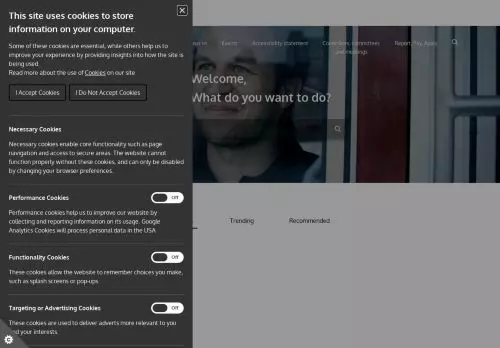 This site uses cookies to store
information on your computer.
Some of these cookies are essential, while others help us to
improve your experience by providing insights into how the site is
being used.
Read more about the use of Cookies on our site
I Accept Cookies
I Do Not Accept Cookies
Necessary Cookies
Necessary cookies enable core functionality such as page
navigation and access to secure areas. The website cannot
function properly without these cookies, and can only be disabled
by changing your browser preferences.
Performance Cookies
Off
Performance cookies help us to improve our website by
collecting and reporting information on its usage. Google
Analytics Cookies will process personal data in the USA
Functionality Cookies
Off
These cookies allow the website to remember choices you make,
such as splash screens or pop-ups
Targeting or Advertising Cookies
Off
These cookies are used to deliver adverts more relevant to you
and your interests.
Events
Accessibility statement
committees
meetings
Report, Pay, Apply
Welcome,
What do you want to do?
Trending
Recommended